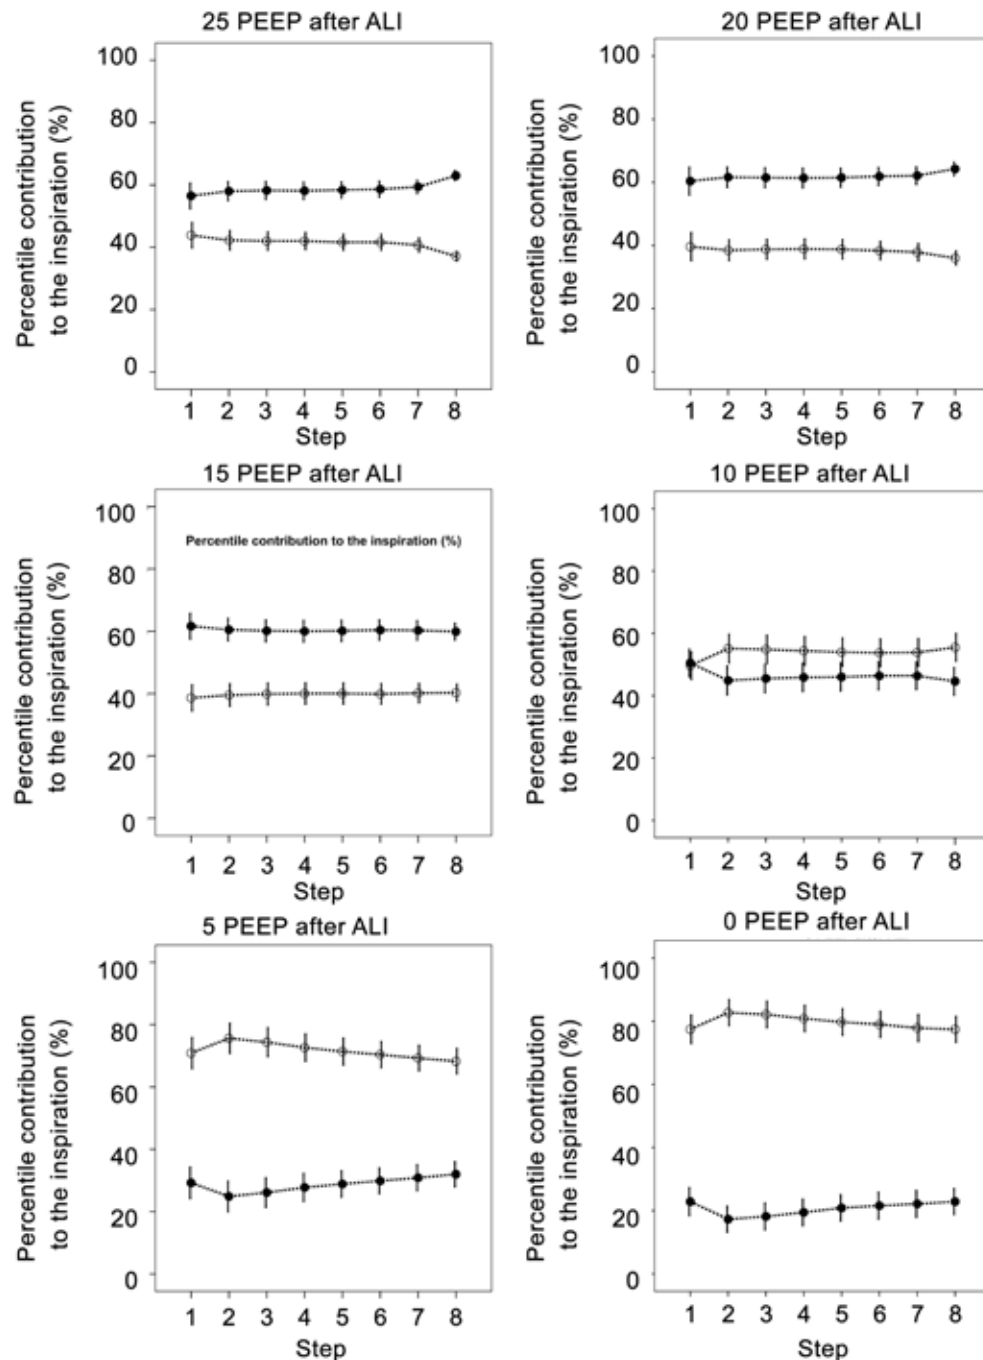 25 PEEP after ALI
Percentile contribution
to the inspiration (%)
100
80
60
40
20
0
1 2 3 4 5 6 7 8
Step
20 PEEP after ALI
Percentile contribution
to the inspiration (%)
100
80
60
40
20
0
1 2 3 4 5 6 7 8
Step
15 PEEP after ALI
Percentile contribution
to the inspiration (%)
100
80
60
40
20
0
Percentile contribution to the inspiration (%)
1 2 3 4 5 6 7 8
Step
10 PEEP after ALI
Percentile contribution
to the inspiration (%)
100
80
60
40
20
0
1 2 3 4 5 6 7 8
Step
5 PEEP after ALI
Percentile contribution
to the inspiration (%)
100
80
60
40
20
0
1 2 3 4 5 6 7 8
Step
0 PEEP after ALI
Percentile contribution
to the inspiration (%)
100
80
60
40
20
0
1 2 3 4 5 6 7 8
Step